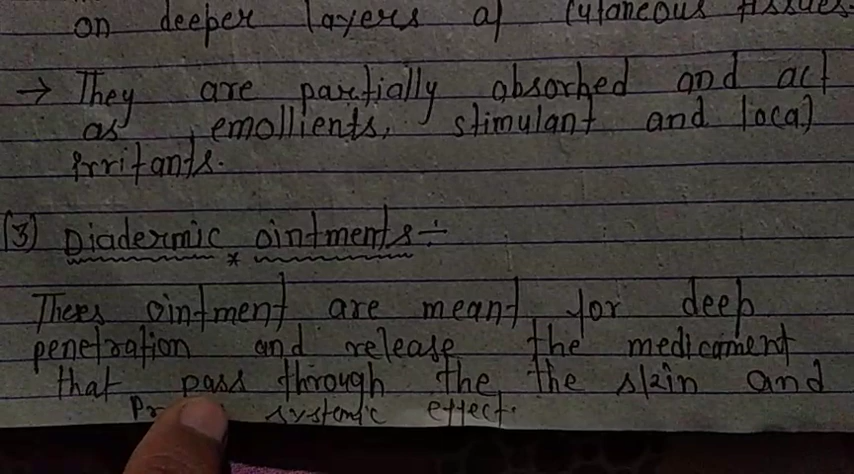 on deeper layers of cutaneous tissues.
→ They are partially absorbed and act
as emollients, stimulant and local
irritants.
(3) Diadermic ointments ÷
Thees ointment are meant for deep
penetration and release the medicament
that pass through the the skin and
systemic effect.